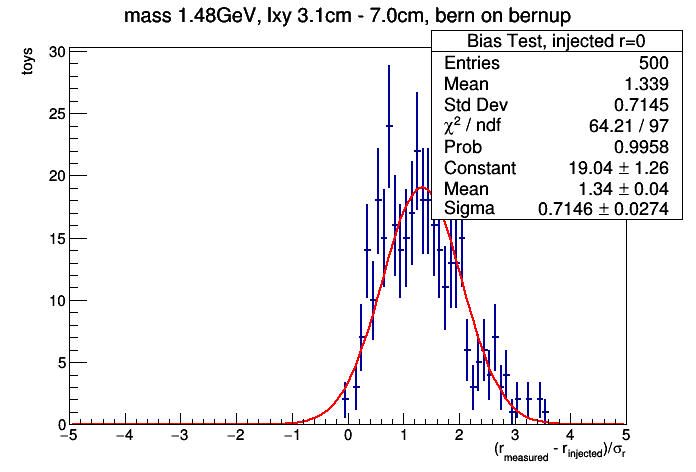 mass 1.48GeV, lxy 3.1cm - 7.0cm, bern on bernup
Bias Test, injected r=0
Entries 500
Mean 1.339
Std Dev 0.7145
χ² / ndf 64.21 / 97
Prob 0.9958
Constant 19.04 ± 1.26
Mean 1.34 ± 0.04
Sigma 0.7146 ± 0.0274
toys
30
25
20
15
10
5
0
−5 −4 −3 −2 −1 0 1 2 3 4 5
(r_measured - r_injected)/σ_r